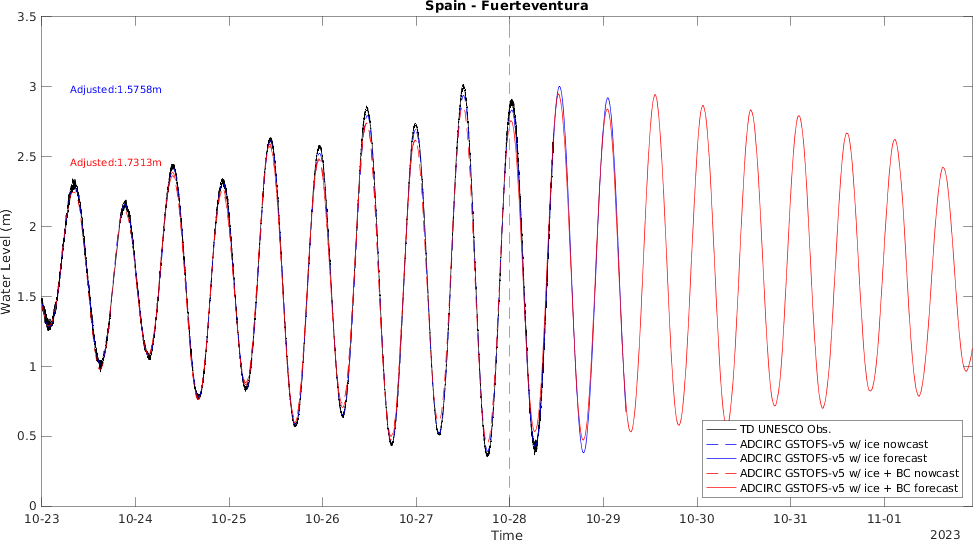 Spain - Fuerteventura
3.5
3
2.5
2
1.5
1
0.5
0
Water Level (m)
Adjusted:1.5758m
Adjusted:1.7313m
TD UNESCO Obs.
ADCIRC GSTOFS-v5 w/ ice nowcast
ADCIRC GSTOFS-v5 w/ ice forecast
ADCIRC GSTOFS-v5 w/ ice + BC nowcast
ADCIRC GSTOFS-v5 w/ ice + BC forecast
10-23 10-24 10-25 10-26 10-27 10-28 10-29 10-30 10-31 11-01
Time
2023